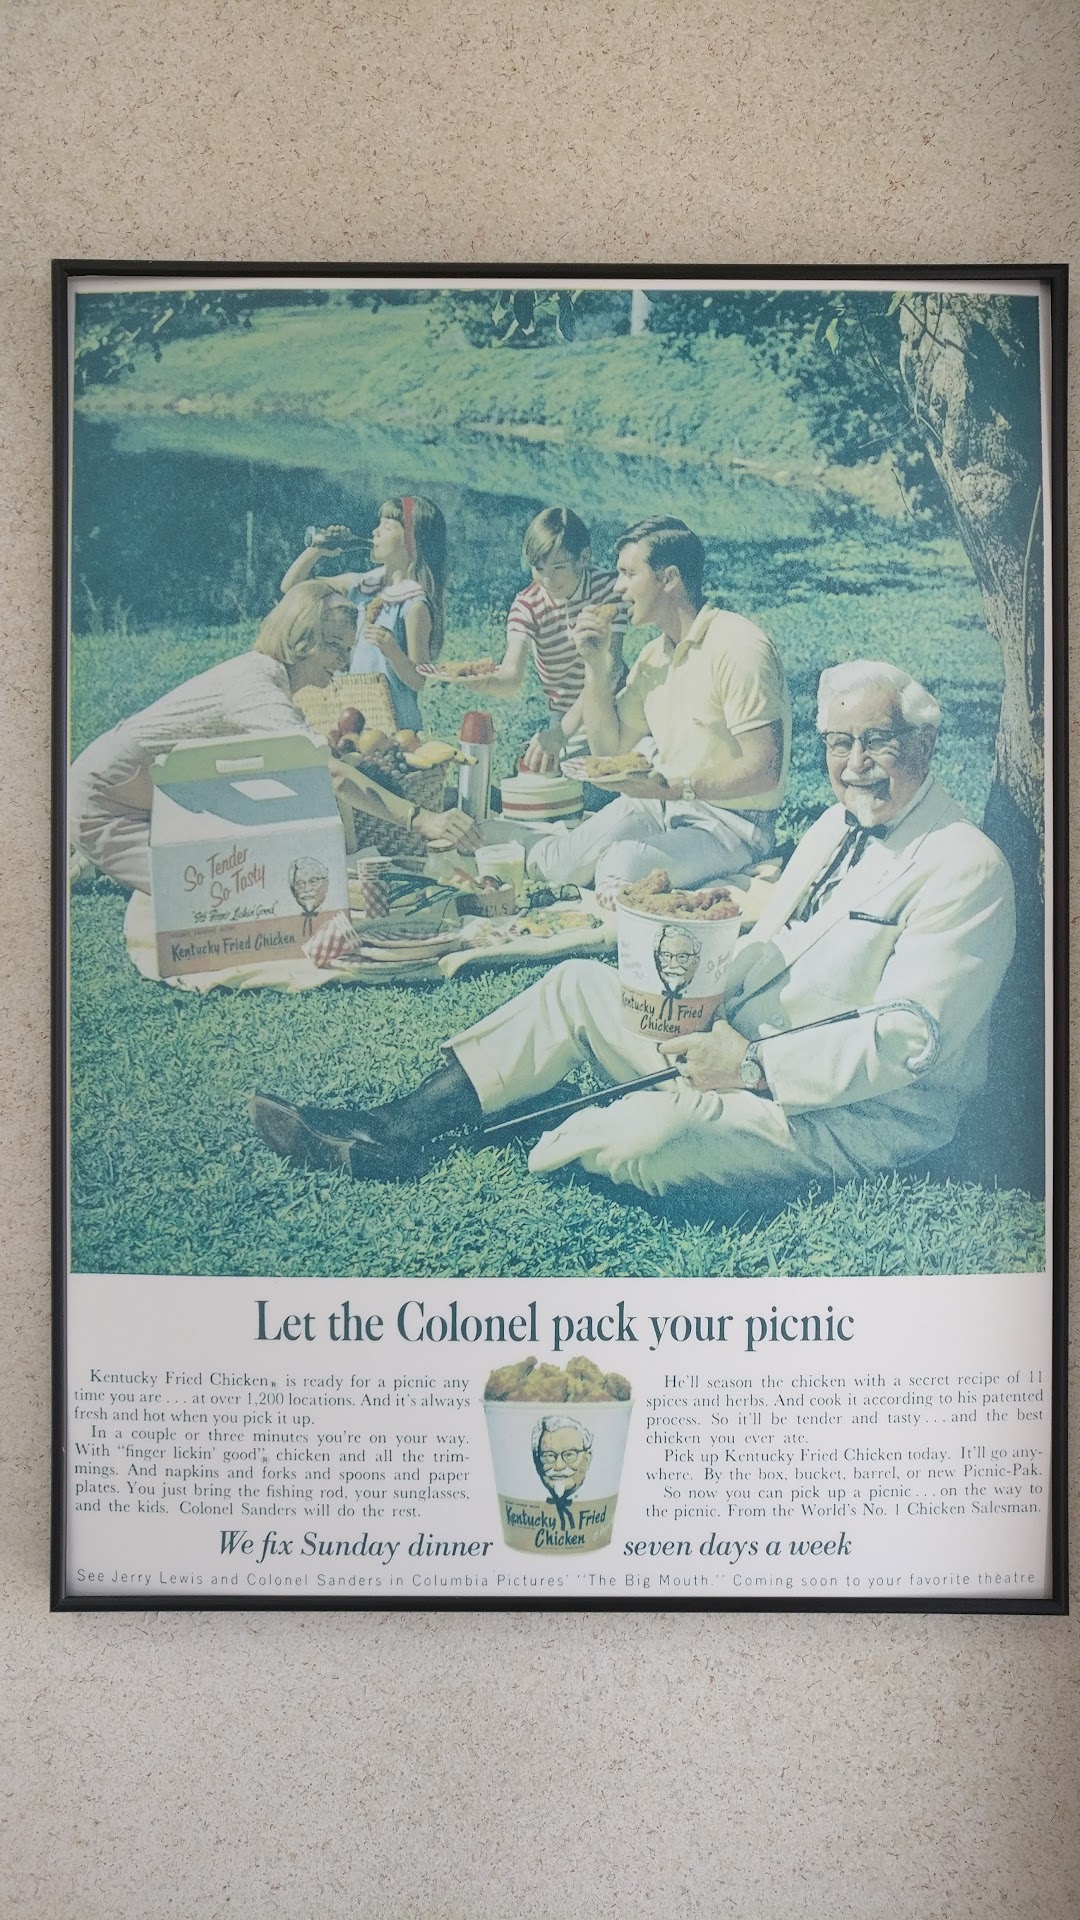 So Tender
So Tasty
Kentucky Fried Chicken
Kentucky Fried
Chicken
Let the Colonel pack your picnic
Kentucky Fried Chicken® is ready for a picnic any
time you are . . . at over 1,200 locations. And it's always
fresh and hot when you pick it up.
In a couple or three minutes you're on your way.
With "finger lickin' good"® chicken and all the trim-
mings. And napkins and forks and spoons and paper
plates. You just bring the fishing rod, your sunglasses,
and the kids. Colonel Sanders will do the rest.
He'll season the chicken with a secret recipe of 11
spices and herbs. And cook it according to his patented
process. So it'll be tender and tasty . . . and the best
chicken you ever ate.
Pick up Kentucky Fried Chicken today. It'll go any-
where. By the box, bucket, barrel, or new Picnic-Pak.
So now you can pick up a picnic . . . on the way to
the picnic. From the World's No. 1 Chicken Salesman.
Kentucky Fried
Chicken
We fix Sunday dinner seven days a week
See Jerry Lewis and Colonel Sanders in Columbia Pictures' "The Big Mouth." Coming soon to your favorite theatre.